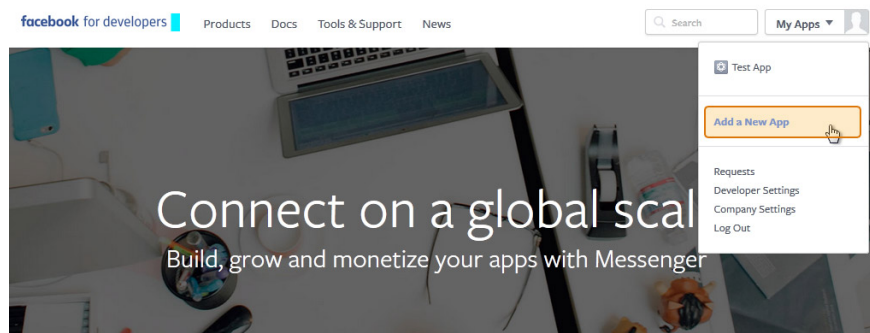 facebook for developers Products Docs Tools & Support News Search My Apps
Test App
Add a New App
Requests
Developer Settings
Company Settings
Log Out
Connect on a global scal
Build, grow and monetize your apps with Messenger